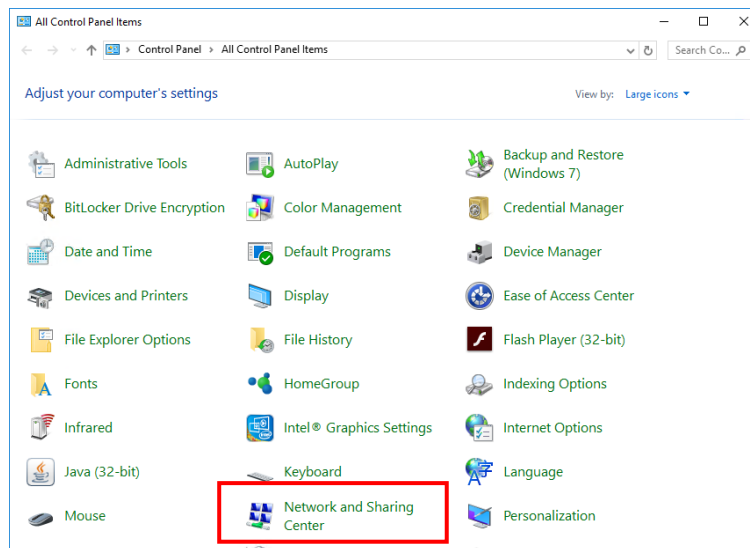 All Control Panel Items
Control Panel › All Control Panel Items
Search Co...
Adjust your computer's settings
View by: Large icons
Administrative Tools
AutoPlay
Backup and Restore
(Windows 7)
BitLocker Drive Encryption
Color Management
Credential Manager
Date and Time
Default Programs
Device Manager
Devices and Printers
Display
Ease of Access Center
File Explorer Options
File History
Flash Player (32-bit)
Fonts
HomeGroup
Indexing Options
Infrared
Intel® Graphics Settings
Internet Options
Java (32-bit)
Keyboard
Language
Mouse
Network and Sharing
Center
Personalization